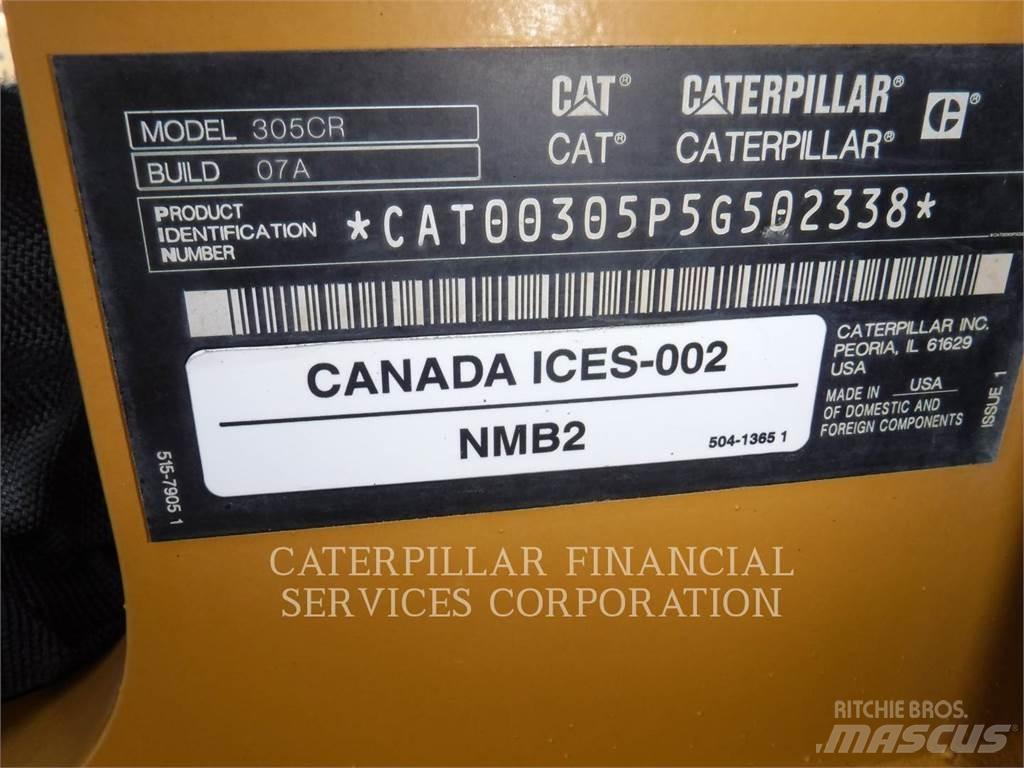 MODEL 305CR
BUILD 07A
CAT® CATERPILLAR® C®
CAT® CATERPILLAR®
PRODUCT
IDENTIFICATION
NUMBER
*CAT00305P5G502338*
CATERPILLAR INC.
PEORIA, IL 61629
USA
MADE IN USA
OF DOMESTIC AND
FOREIGN COMPONENTS
ISSUE 1
CANADA ICES-002
NMB2
504-1365 1
515-7905 1
CATERPILLAR FINANCIAL
SERVICES CORPORATION
RITCHIE BROS.
MASCUS